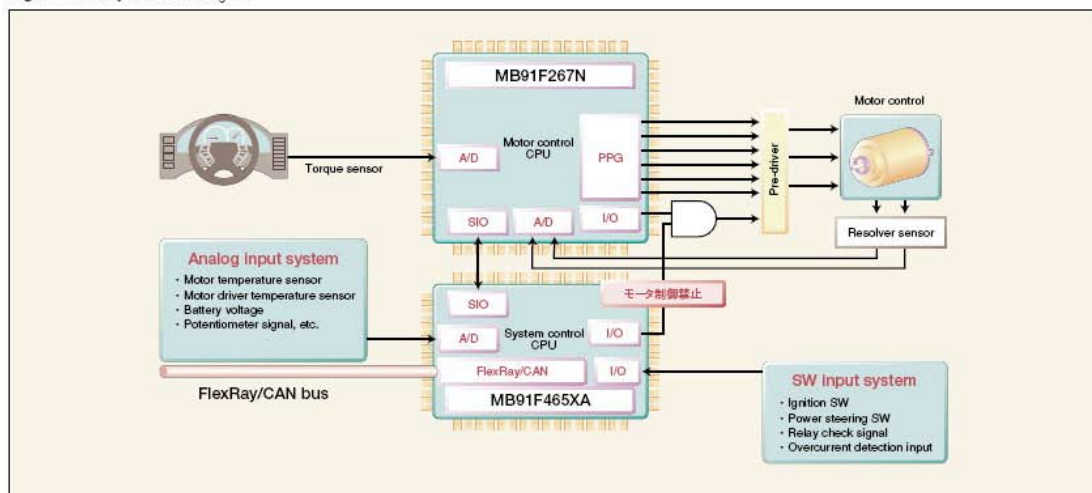 MB91F267N
Motor control
CPU
A/D
PPG
SIO
A/D
I/O
Torque sensor
Pre-driver
Motor control
Resolver sensor
Analog input system
・ Motor temperature sensor
・ Motor driver temperature sensor
・ Battery voltage
・ Potentiometer signal, etc.
モータ制御禁止
SIO
A/D
System control
CPU
I/O
FlexRay/CAN
I/O
MB91F465XA
FlexRay/CAN bus
SW input system
・ Ignition SW
・ Power steering SW
・ Relay check signal
・ Overcurrent detection input